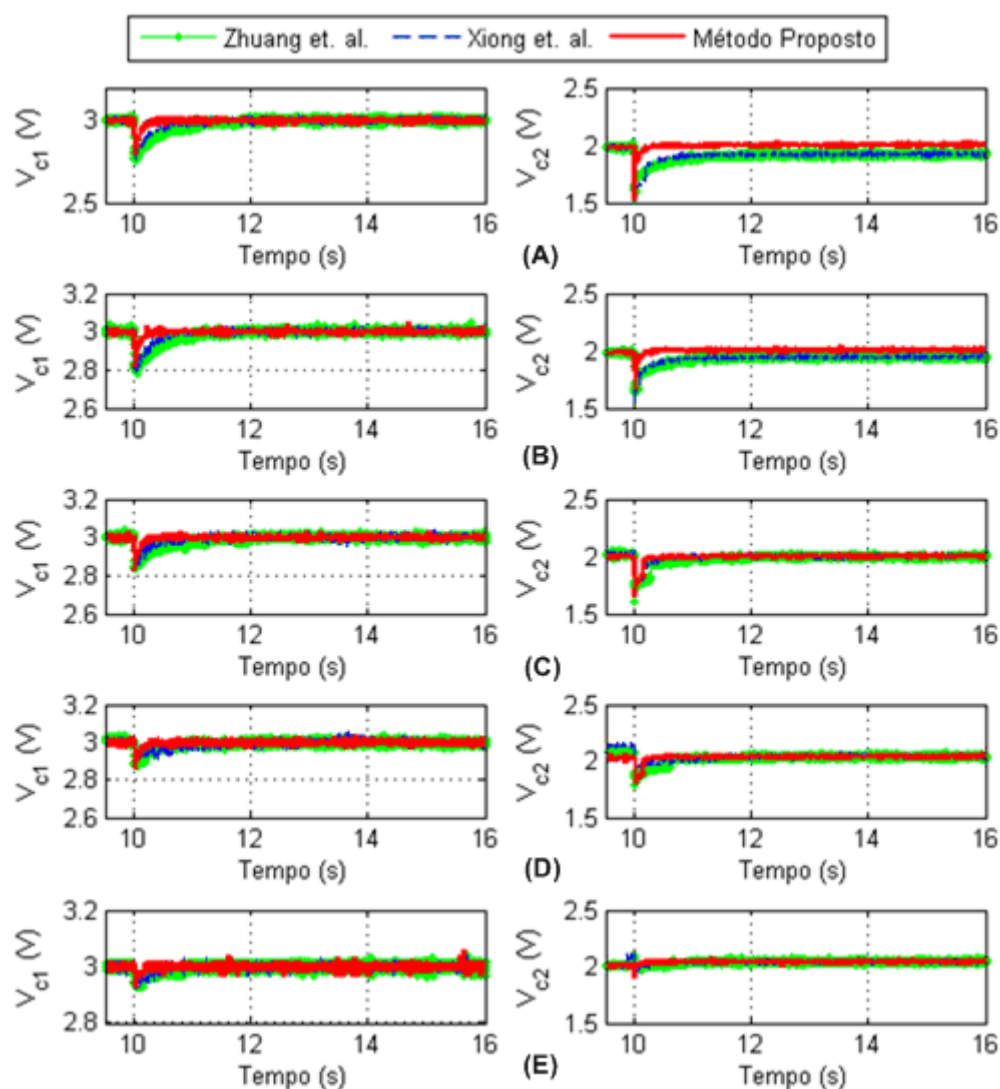 Zhuang et. al. Xiong et. al. Método Proposto
V_c1 (V)
3
2.5
10 12 14 16
Tempo (s)
V_c2 (V)
2.5
2
1.5
10 12 14 16
Tempo (s)
(A)
V_c1 (V)
3.2
3
2.8
2.6
10 12 14 16
Tempo (s)
V_c2 (V)
2.5
2
1.5
10 12 14 16
Tempo (s)
(B)
V_c1 (V)
3.2
3
2.8
2.6
10 12 14 16
Tempo (s)
V_c2 (V)
2.5
2
1.5
10 12 14 16
Tempo (s)
(C)
V_c1 (V)
3.2
3
2.8
2.6
10 12 14 16
Tempo (s)
V_c2 (V)
2.5
2
1.5
10 12 14 16
Tempo (s)
(D)
V_c1 (V)
3.2
3
2.8
10 12 14 16
Tempo (s)
V_c2 (V)
2.5
2
1.5
10 12 14 16
Tempo (s)
(E)